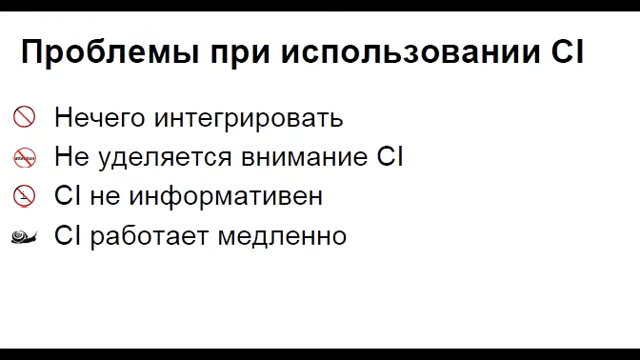 Проблемы при использовании CI
Нечего интегрировать
Не уделяется внимание CI
CI не информативен
CI работает медленно